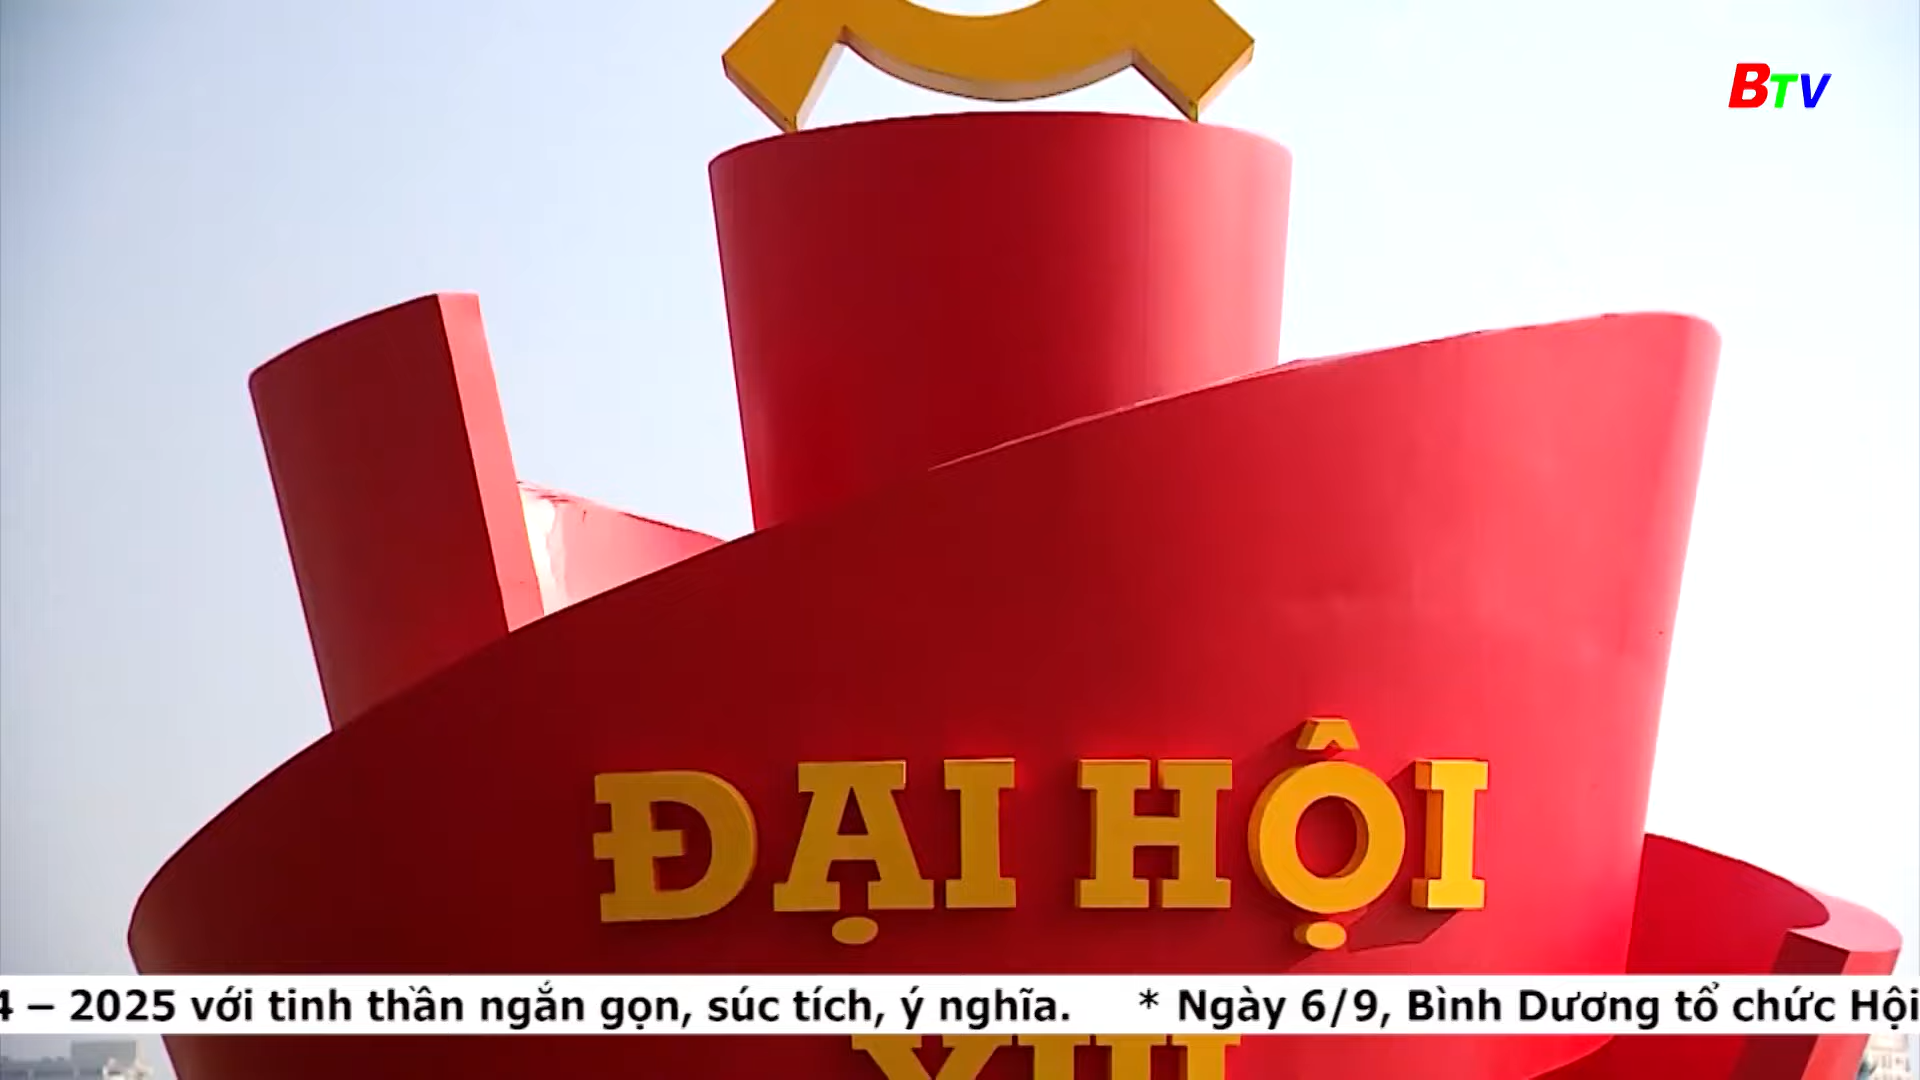 BTV
ĐẠI HỘI
4 – 2025 với tinh thần ngắn gọn, súc tích, ý nghĩa. * Ngày 6/9, Bình Dương tổ chức Hội
XIII